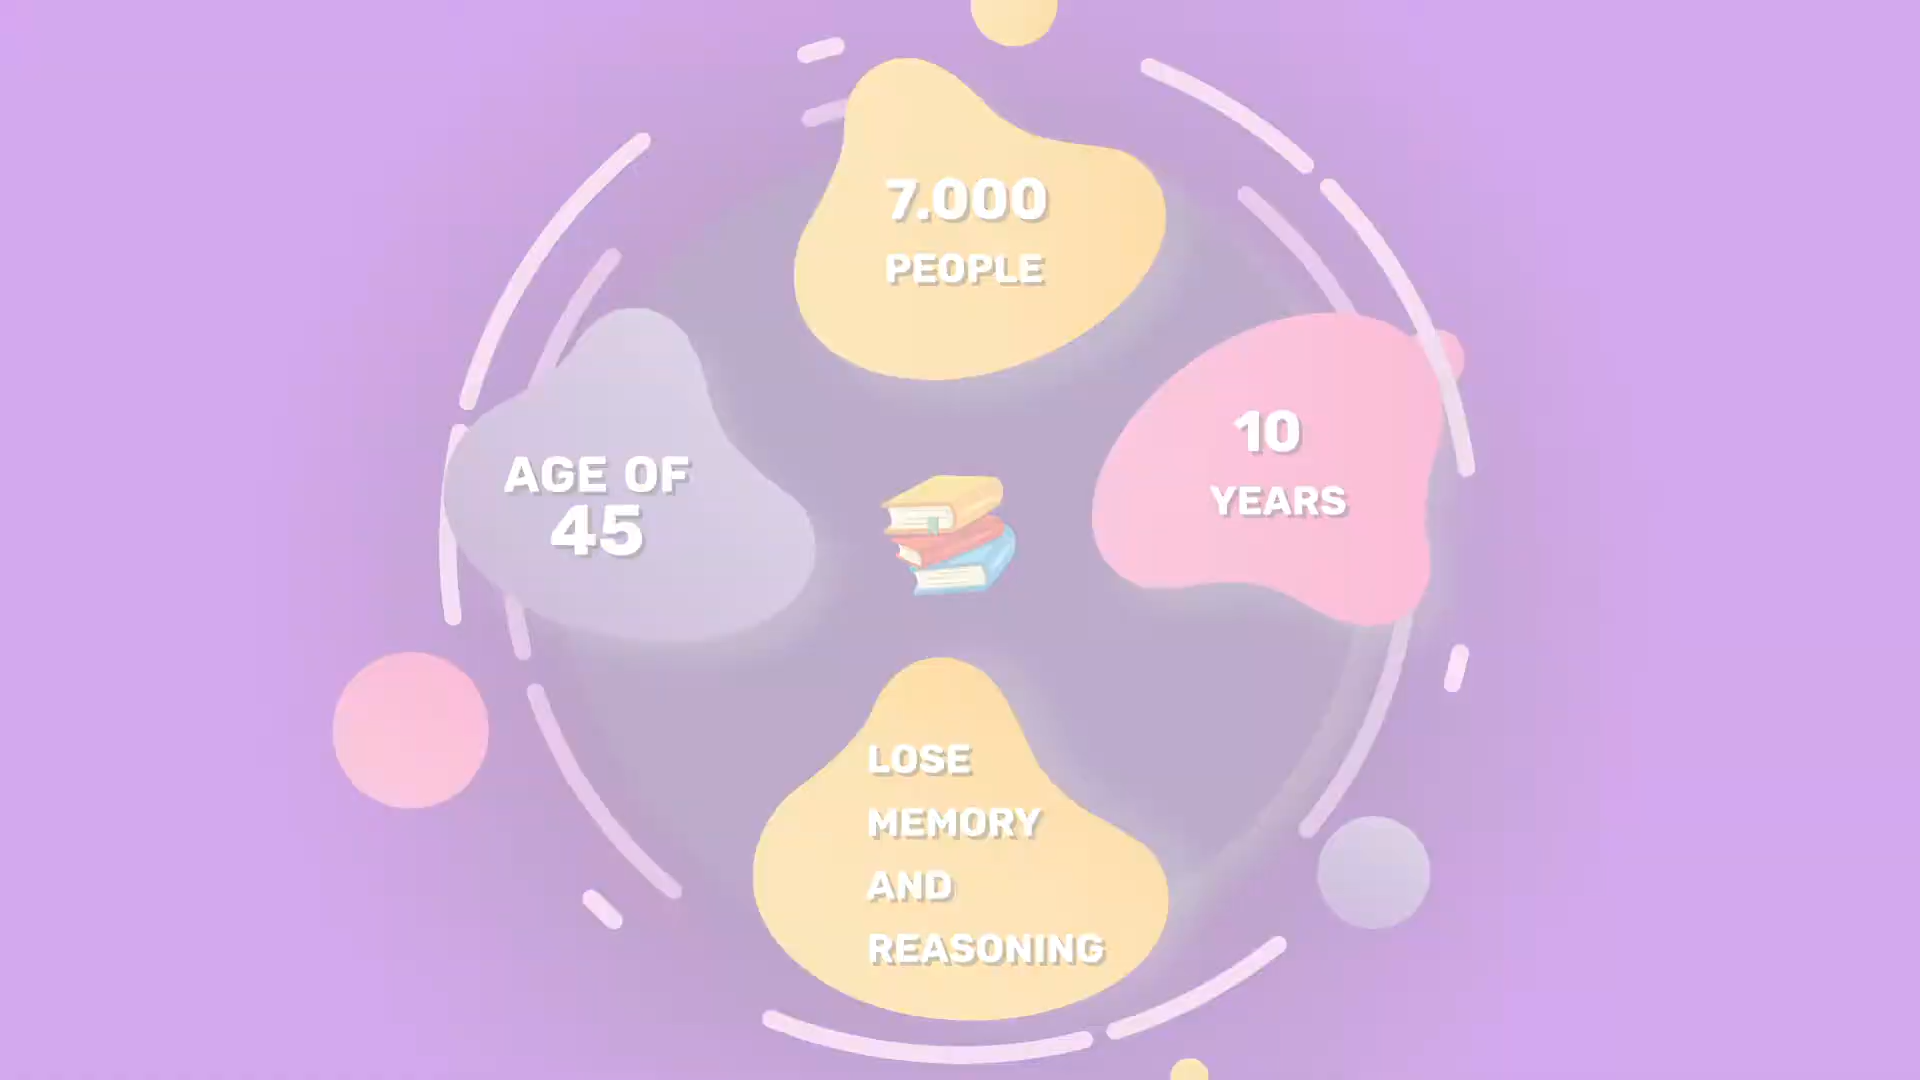 7.000
PEOPLE
10
YEARS
AGE OF
45
LOSE
MEMORY
AND
REASONING